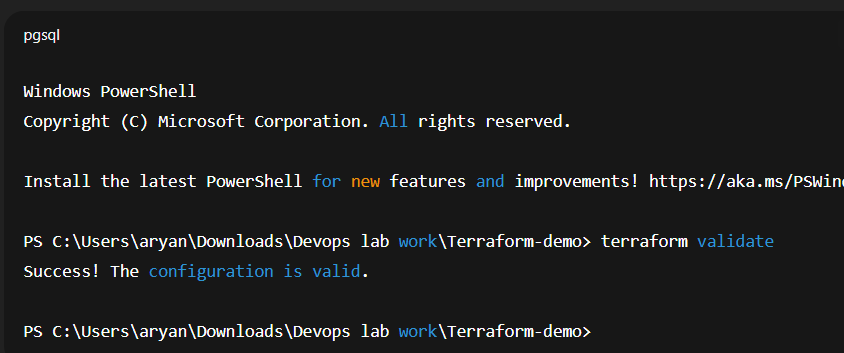 pgsql
Windows PowerShell
Copyright (C) Microsoft Corporation. All rights reserved.
Install the latest PowerShell for new features and improvements! https://aka.ms/PSWind
PS C:\Users\aryan\Downloads\Devops lab work\Terraform-demo> terraform validate
Success! The configuration is valid.
PS C:\Users\aryan\Downloads\Devops lab work\Terraform-demo>